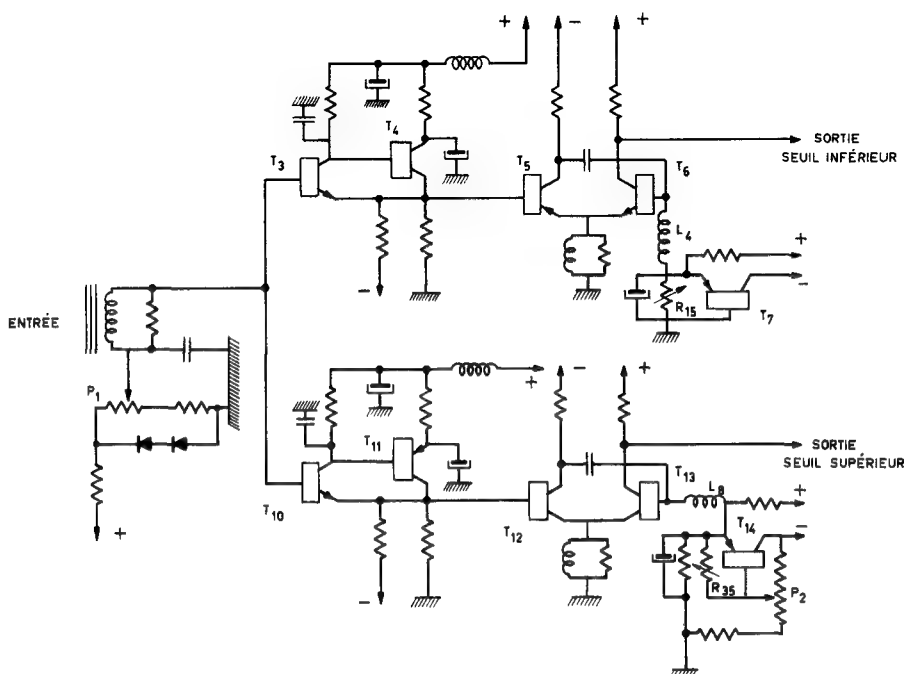 + - +
T4
T3 T5 T6
SORTIE
SEUIL INFÉRIEUR
L4
+
-
R15
T7
-
ENTRÉE
P1
+
- +
+
T11
SORTIE
SEUIL SUPÉRIEUR
T13
T10
T12
L8
+
T14
-
R35
P2
-